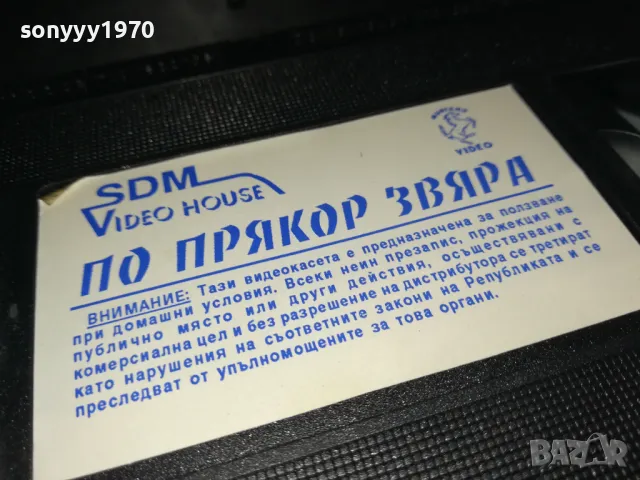 sonyyy1970
SDM
VIDEO HOUSE
VIDEO
ПО ПРЯКОР ЗВЯРА
ВНИМАНИЕ: Тази видеокасета е предназначена за ползване
при домашни условия. Всеки неин презапис, прожекция на
публично място или други действия, осъществявани с
комерсиална цел и без разрешение на дистрибутора се третират
като нарушения на съответните закони на Републиката и се
преследват от упълномощените за това органи.
BAZAR
bg